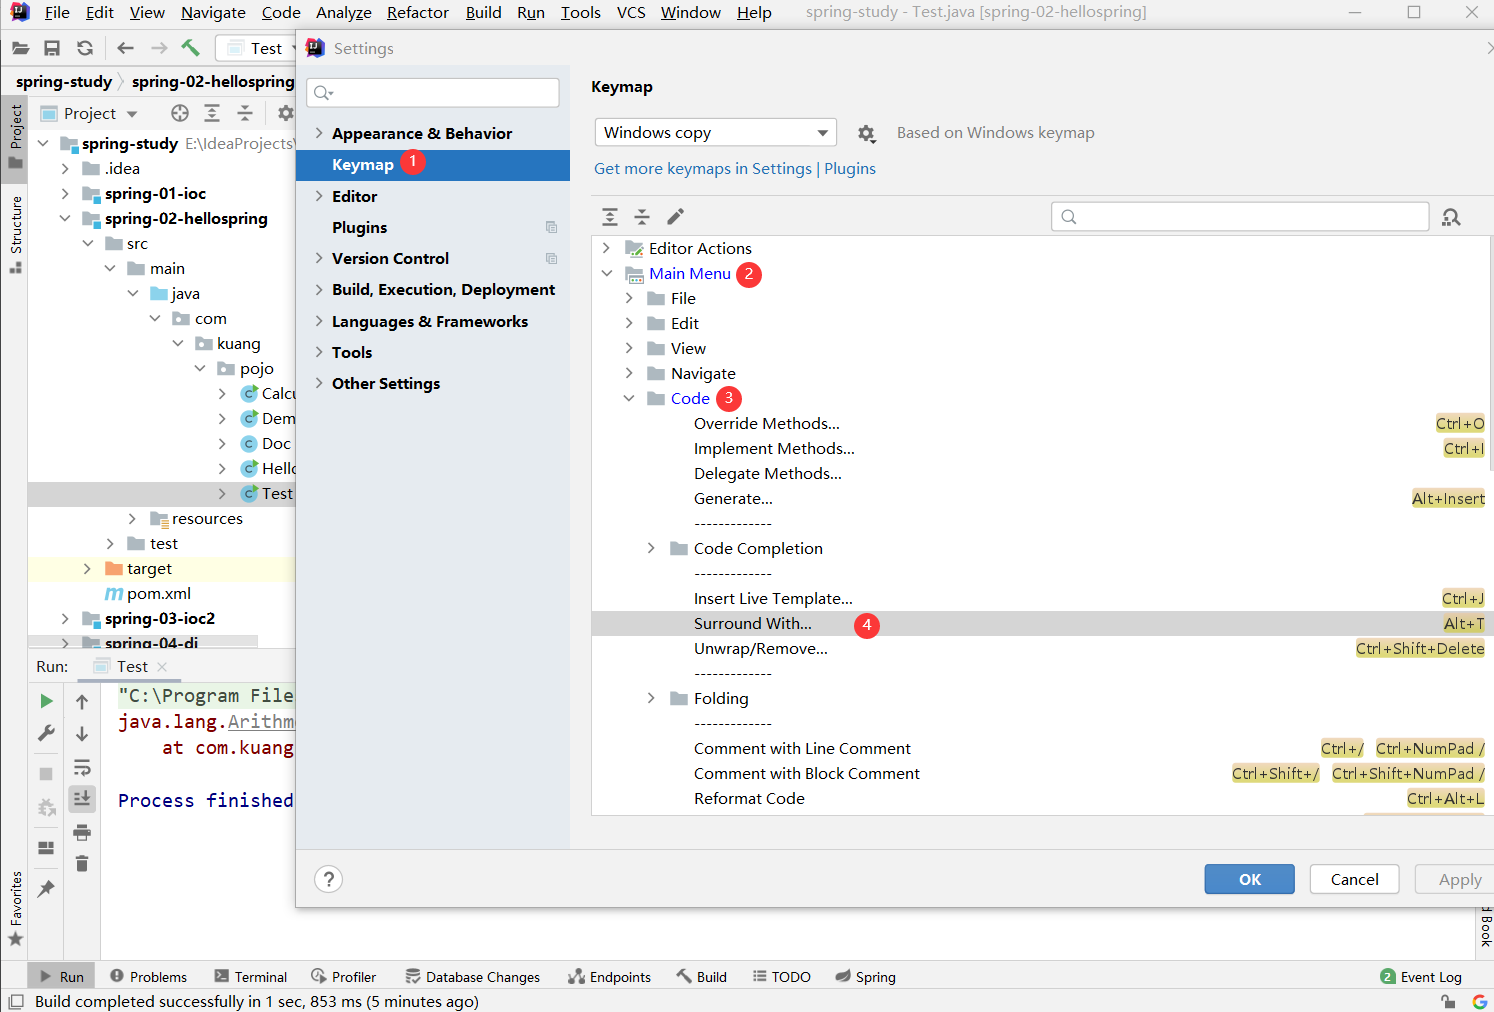 File Edit View Navigate Code Analyze Refactor Build Run Tools VCS Window Help spring-study - Test.java [spring-02-hellospring]
Test
Settings
spring-study spring-02-hellospring
Project
Project
Structure
Favorites
spring-study E:\IdeaProjects\
.idea
spring-01-ioc
spring-02-hellospring
src
main
java
com
kuang
pojo
Calcu
Dem
Doc
Hello
Test
resources
test
target
pom.xml
spring-03-ioc2
spring-04-di
Appearance & Behavior
Keymap 1
Editor
Plugins
Version Control
Build, Execution, Deployment
Languages & Frameworks
Tools
Other Settings
Keymap
Windows copy Based on Windows keymap
Get more keymaps in Settings | Plugins
Editor Actions
Main Menu 2
File
Edit
View
Navigate
Code 3
Override Methods... Ctrl+O
Implement Methods... Ctrl+I
Delegate Methods...
Generate... Alt+Insert
-------------
Code Completion
-------------
Insert Live Template... Ctrl+J
Surround With... 4 Alt+T
Unwrap/Remove... Ctrl+Shift+Delete
-------------
Folding
-------------
Comment with Line Comment Ctrl+/ Ctrl+NumPad /
Comment with Block Comment Ctrl+Shift+/ Ctrl+Shift+NumPad /
Reformat Code Ctrl+Alt+L
? OK Cancel Apply
Run: Test
"C:\Program File
java.lang.Arithm
at com.kuang
Process finished
d Book
Run Problems Terminal Profiler Database Changes Endpoints Build TODO Spring 2 Event Log
Build completed successfully in 1 sec, 853 ms (5 minutes ago)